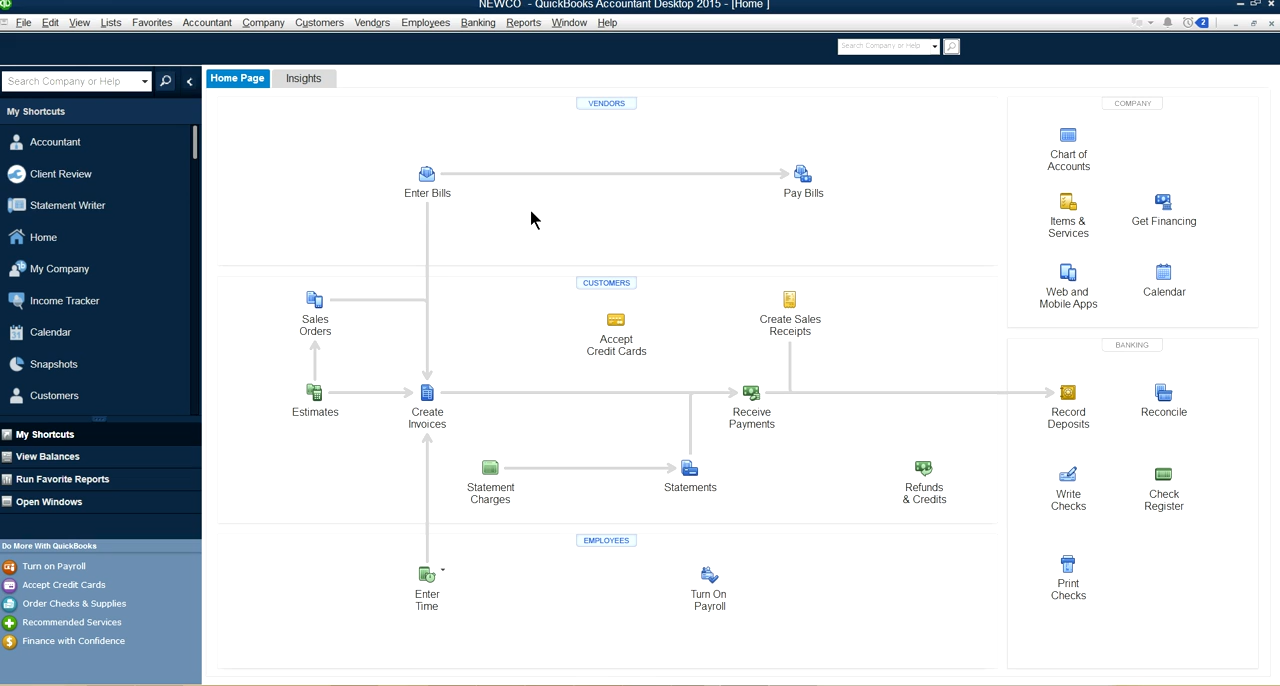 NEWCO - QuickBooks Accountant Desktop 2015 - [Home ]
File Edit View Lists Favorites Accountant Company Customers Vendors Employees Banking Reports Window Help
2
Search Company or Help
Search Company or Help
Home Page
Insights
My Shortcuts
Accountant
Client Review
Statement Writer
Home
My Company
Income Tracker
Calendar
Snapshots
Customers
My Shortcuts
View Balances
Run Favorite Reports
Open Windows
Do More With QuickBooks
Turn on Payroll
Accept Credit Cards
Order Checks & Supplies
Recommended Services
Finance with Confidence
VENDORS
Enter Bills
Pay Bills
CUSTOMERS
Sales
Orders
Accept
Credit Cards
Create Sales
Receipts
Estimates
Create
Invoices
Receive
Payments
Statement
Charges
Statements
Refunds
& Credits
EMPLOYEES
Enter
Time
Turn On
Payroll
COMPANY
Chart of
Accounts
Items &
Services
Get Financing
Web and
Mobile Apps
Calendar
BANKING
Record
Deposits
Reconcile
Write
Checks
Check
Register
Print
Checks